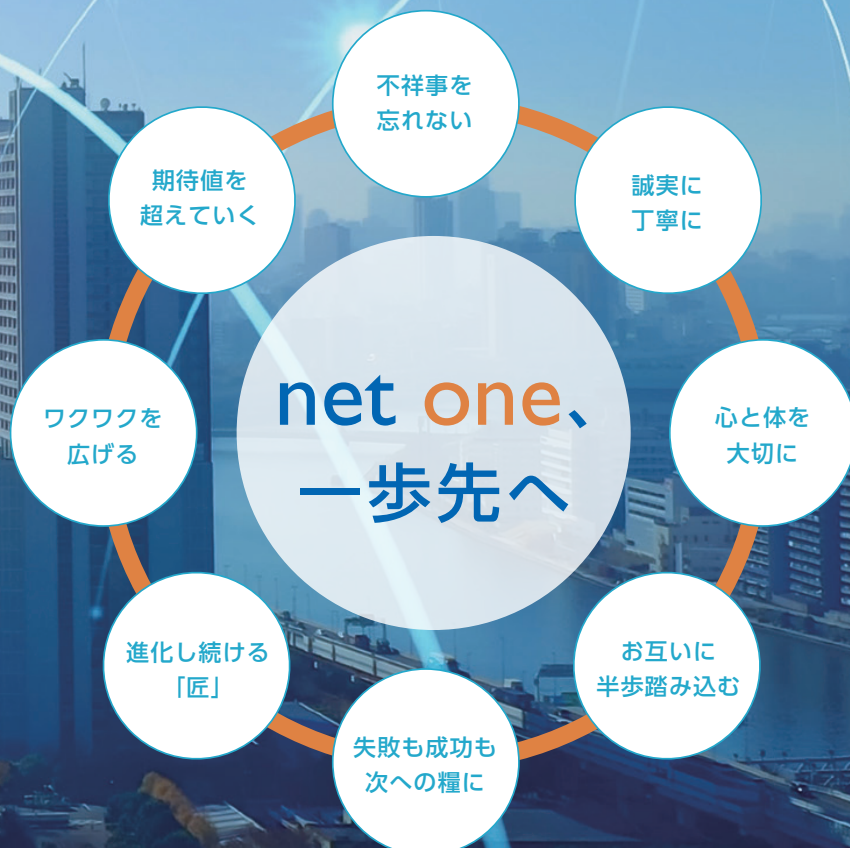 不祥事を
忘れない
誠実に
丁寧に
心と体を
大切に
お互いに
半歩踏み込む
失敗も成功も
次への糧に
進化し続ける
「匠」
ワクワクを
広げる
期待値を
超えていく
net one、
一歩先へ